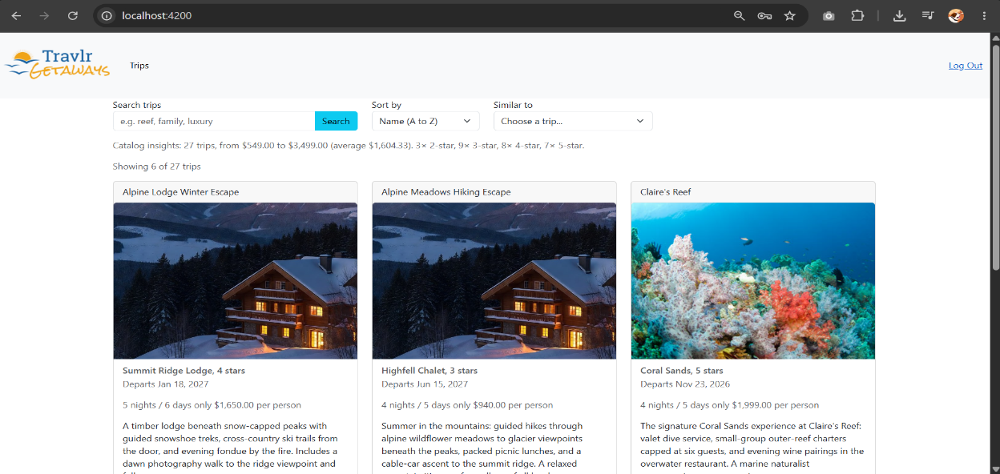 localhost:4200
Travlr
GETAWAYS
Trips
Log Out
Search trips
Sort by
Similar to
e.g. reef, family, luxury
Search
Name (A to Z)
Choose a trip...
Catalog insights: 27 trips, from $549.00 to $3,499.00 (average $1,604.33). 3× 2-star, 9× 3-star, 8× 4-star, 7× 5-star.
Showing 6 of 27 trips
Alpine Lodge Winter Escape
Summit Ridge Lodge, 4 stars
Departs Jan 18, 2027
5 nights / 6 days only $1,650.00 per person
A timber lodge beneath snow-capped peaks with
guided snowshoe treks, cross-country ski trails from
the door, and evening fondue by the fire. Includes a
dawn photography walk to the ridge viewpoint and
Alpine Meadows Hiking Escape
Highfell Chalet, 3 stars
Departs Jun 15, 2027
4 nights / 5 days only $940.00 per person
Summer in the mountains: guided hikes through
alpine wildflower meadows to glacier viewpoints
beneath the peaks, packed picnic lunches, and a
cable-car ascent to the summit ridge. A relaxed
Claire's Reef
Coral Sands, 5 stars
Departs Nov 23, 2026
4 nights / 5 days only $1,999.00 per person
The signature Coral Sands experience at Claire's Reef:
valet dive service, small-group outer-reef charters
capped at six guests, and evening wine pairings in the
overwater restaurant. A marine naturalist